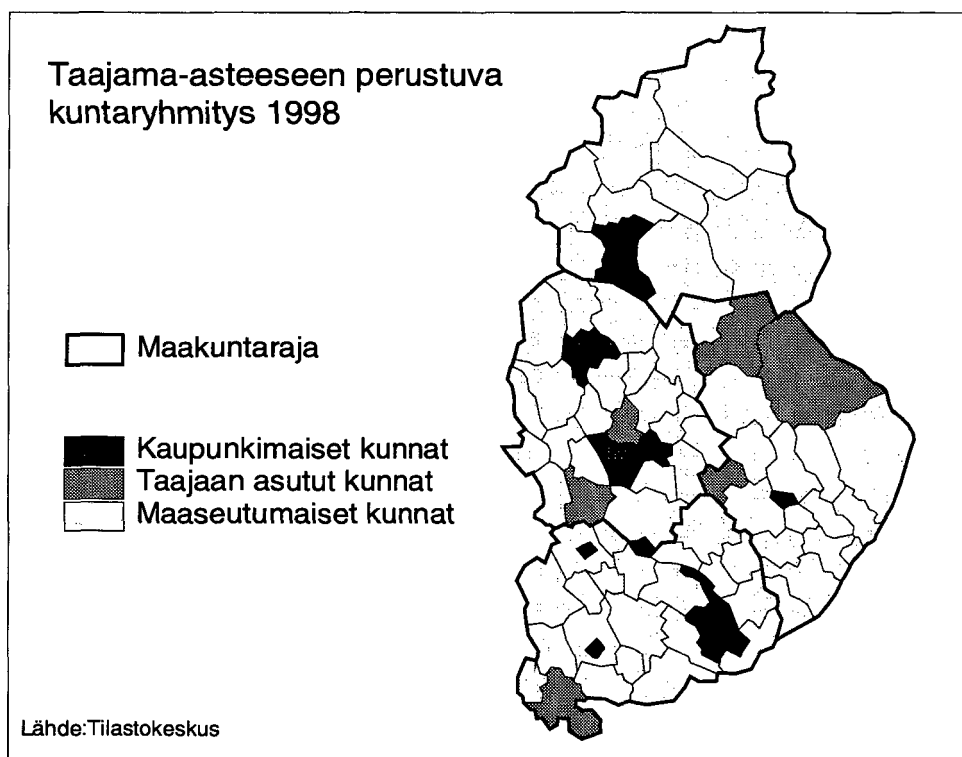 Taajama-asteeseen perustuva
kuntaryhmitys 1998
Maakuntaraja
Kaupunkimaiset kunnat
Taajaan asutut kunnat
Maaseutumaiset kunnat
Lähde:Tilastokeskus